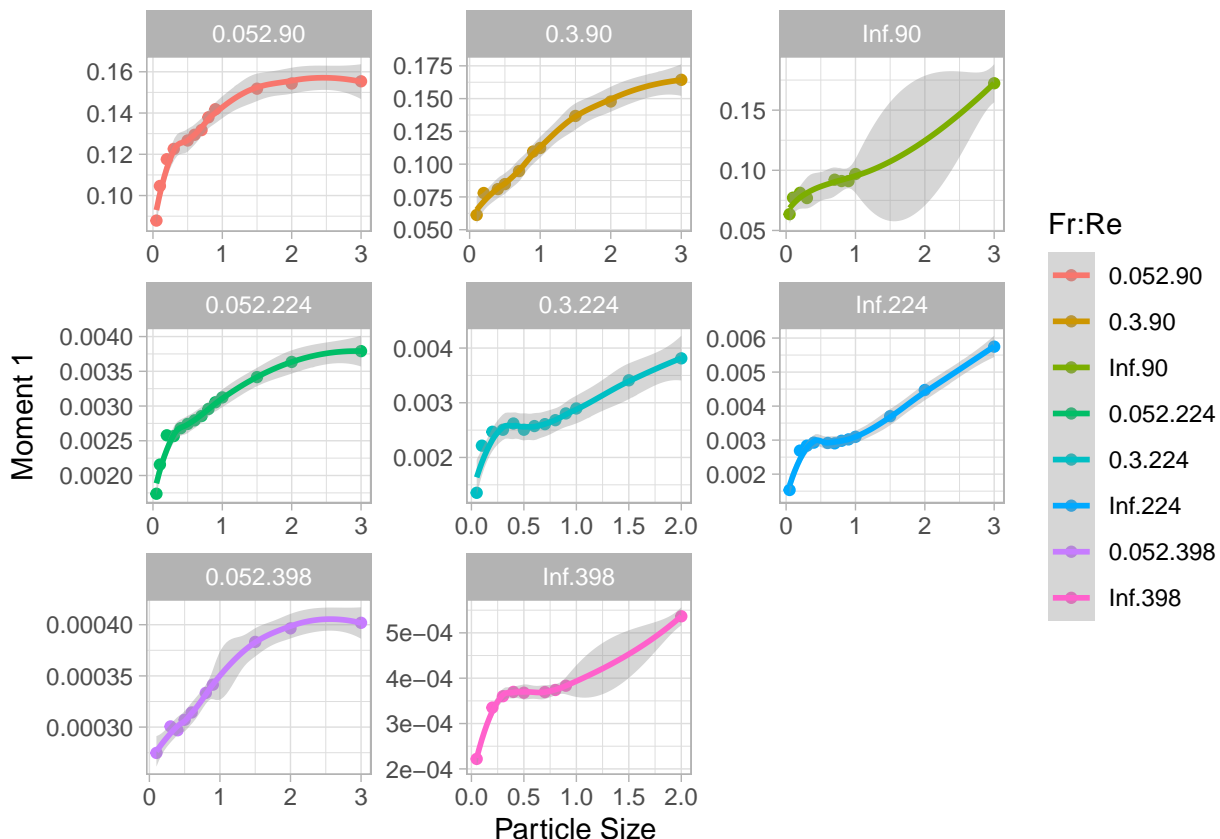 0.052.90
0.3.90
Inf.90
0.16
0.14
0.12
0.10
0 1 2 3
0.175
0.150
0.125
0.100
0.075
0.050
0 1 2 3
0.15
0.10
0.05
0 1 2 3
0.052.224
0.3.224
Inf.224
0.0040
0.0035
0.0030
0.0025
0.0020
0 1 2 3
0.004
0.003
0.002
0.0 0.5 1.0 1.5 2.0
0.006
0.005
0.004
0.003
0.002
0 1 2 3
0.052.398
Inf.398
0.00040
0.00035
0.00030
0 1 2 3
5e−04
4e−04
3e−04
2e−04
0.0 0.5 1.0 1.5 2.0
Moment 1
Particle Size
Fr:Re
0.052.90
0.3.90
Inf.90
0.052.224
0.3.224
Inf.224
0.052.398
Inf.398